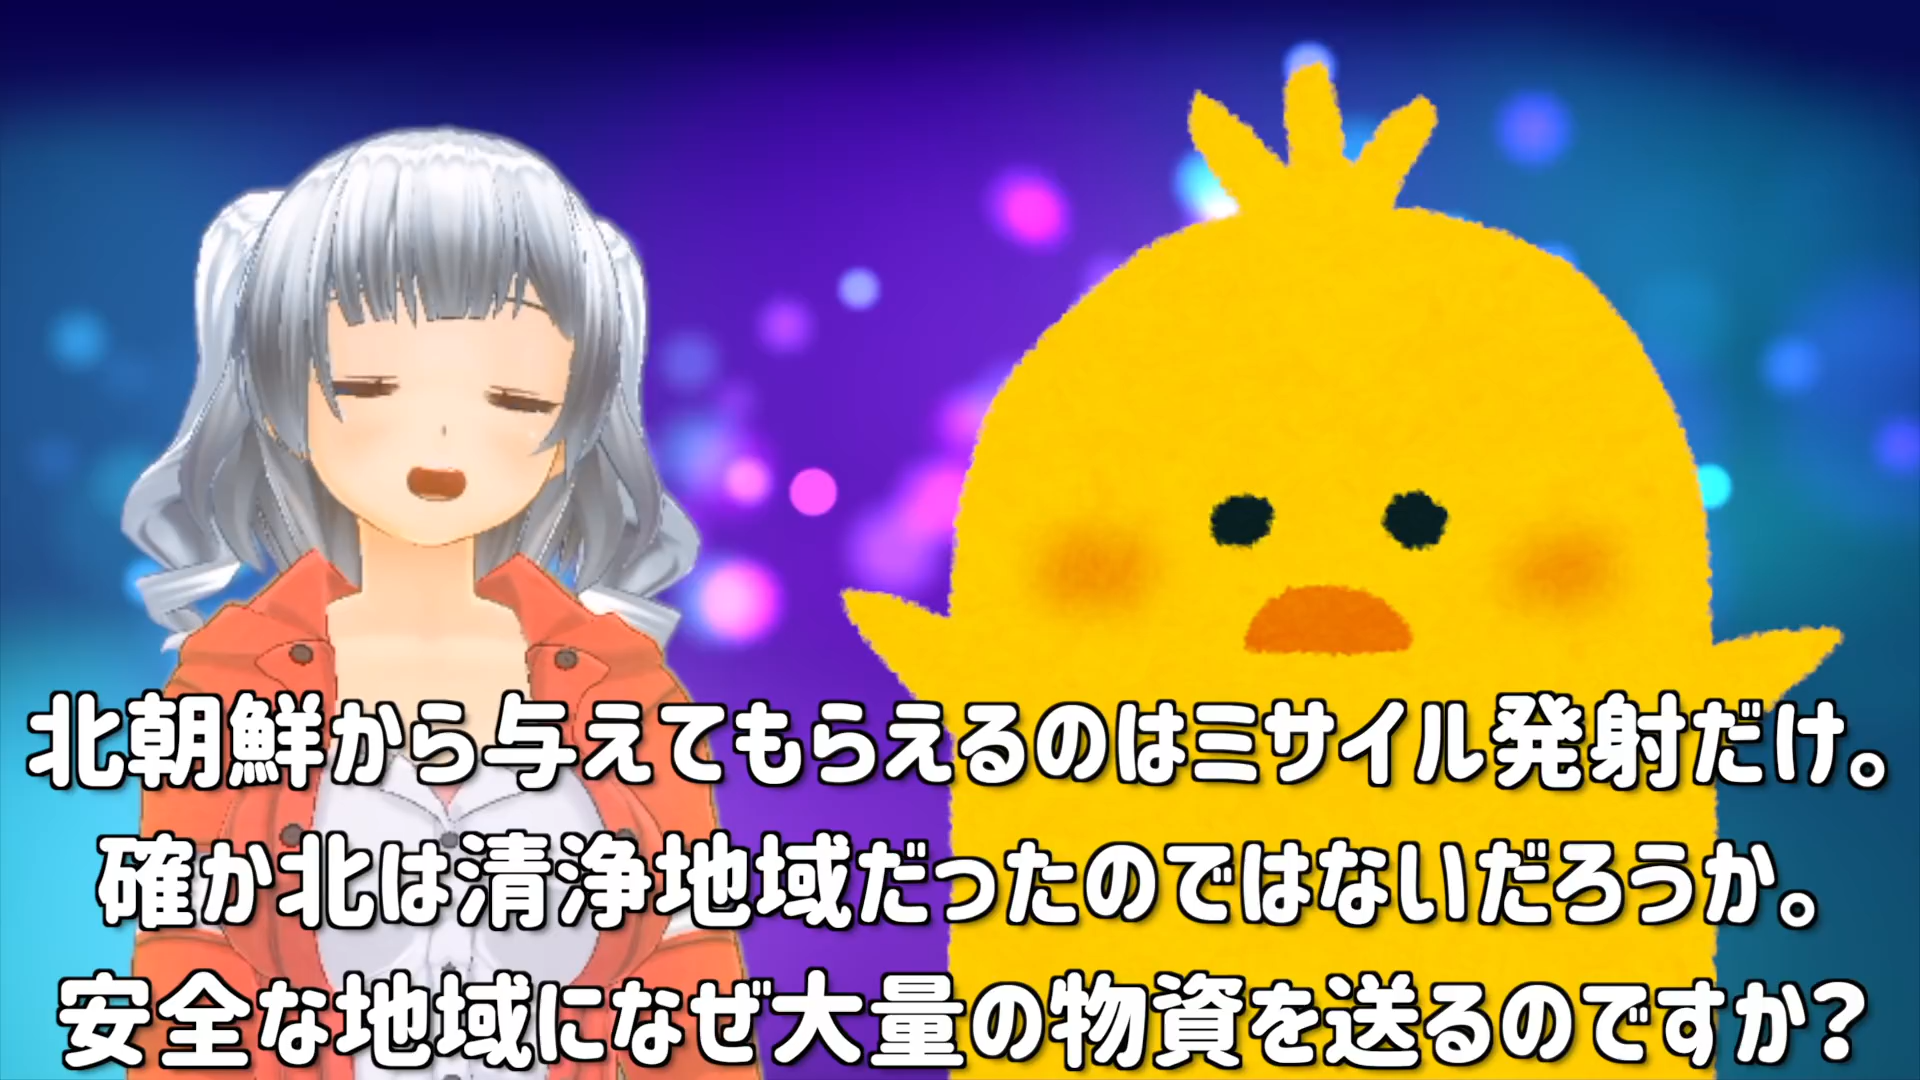 北朝鮮から与えてもらえるのはミサイル発射だけ。
確か北は清浄地域だったのではないだろうか。
安全な地域になぜ大量の物資を送るのですか?